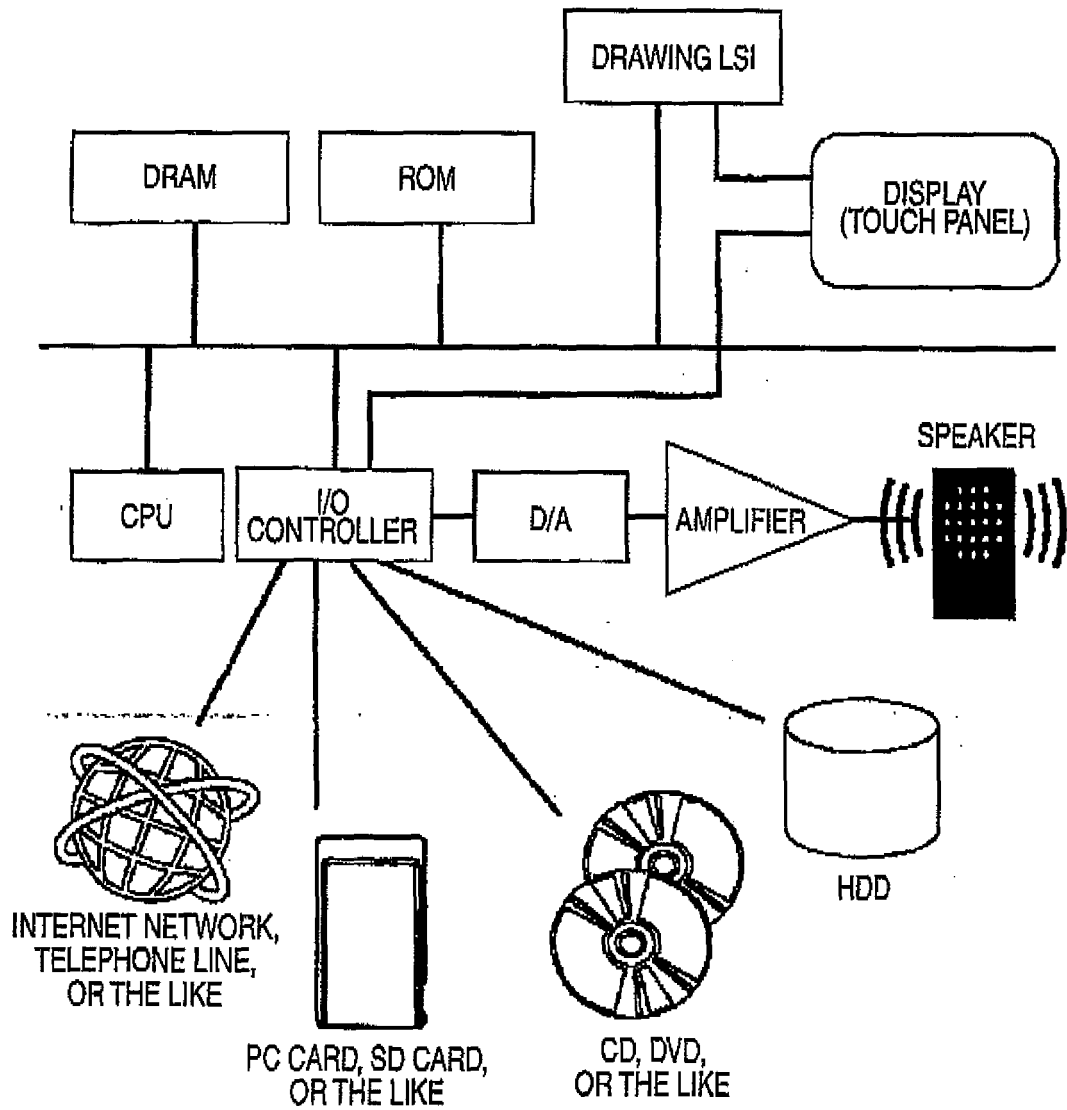 DRAWING LSI
DRAM
ROM
DISPLAY
(TOUCH PANEL)
SPEAKER
CPU
I/O
CONTROLLER
D/A
AMPLIFIER
HDD
INTERNET NETWORK,
TELEPHONE LINE,
OR THE LIKE
PC CARD, SD CARD,
OR THE LIKE
CD, DVD,
OR THE LIKE